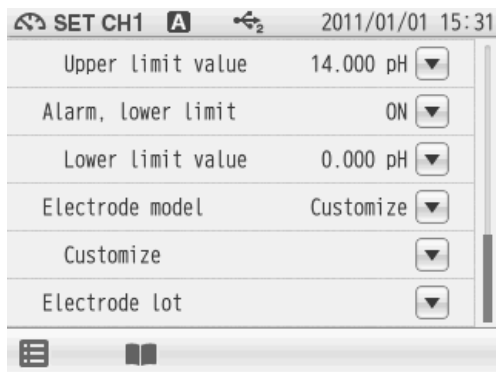 SET CH1 A 2 2011/01/01 15:31
Upper limit value 14.000 pH
Alarm, lower limit ON
Lower limit value 0.000 pH
Electrode model Customize
Customize
Electrode lot